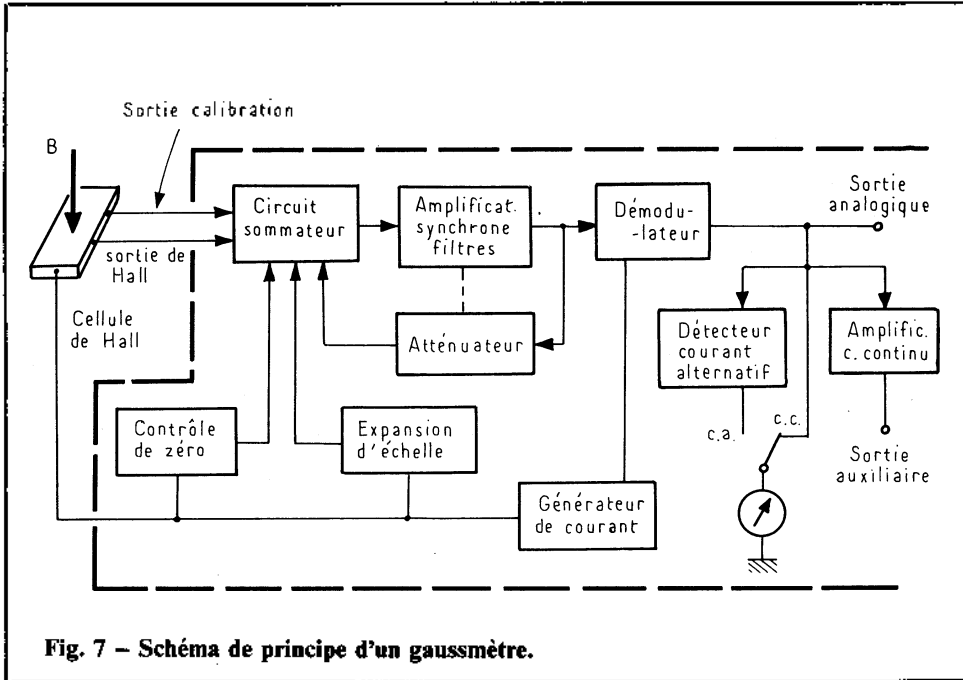 Sortie calibration
B
Circuit
sommateur
Amplificat.
synchrone
filtres
Démodu-
-lateur
Sortie
analogique
sortie de
Hall
Cellule
de Hall
Atténuateur
Détecteur
courant
alternatif
Amplific.
c. continu
Contrôle
de zéro
Expansion
d'échelle
c.a.
c.c.
Sortie
auxiliaire
Générateur
de courant
Fig. 7 – Schéma de principe d'un gaussmètre.